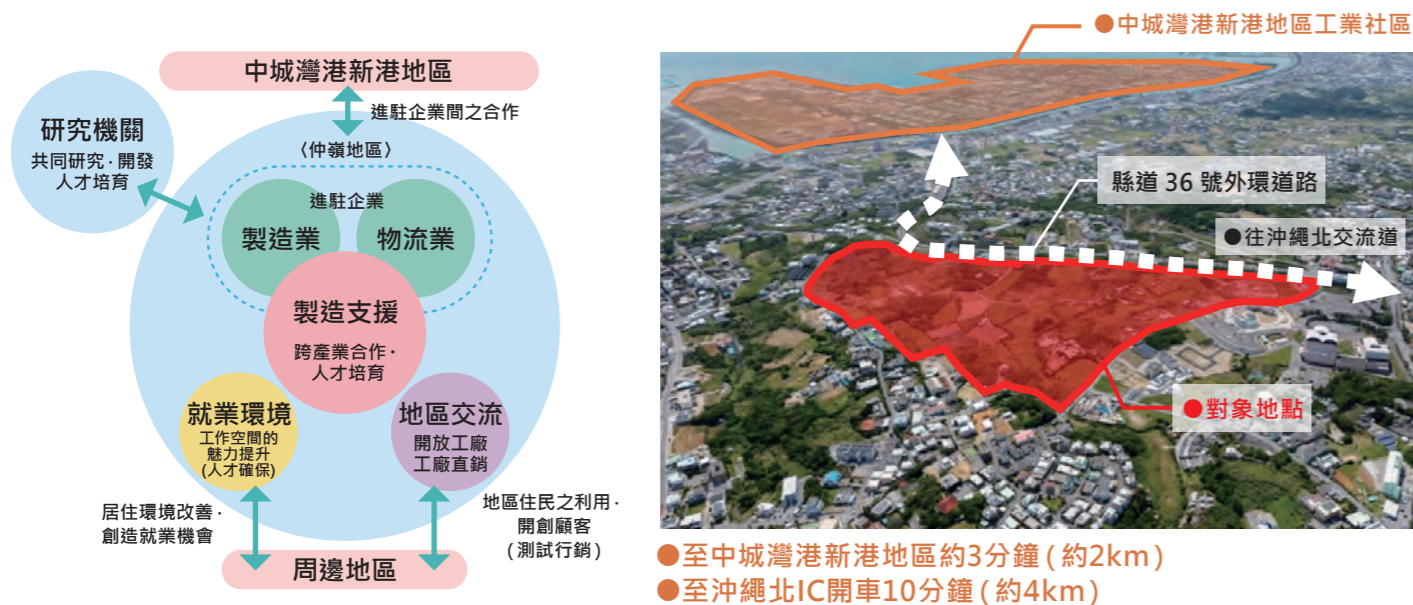 中城灣港新港地區
進駐企業間之合作
研究機關
共同研究·開發
人才培育
〈仲嶺地區〉
進駐企業
製造業
物流業
製造支援
跨產業合作·
人才培育
就業環境
工作空間的
魅力提升
(人才確保)
地區交流
開放工廠
工廠直銷
居住環境改善·
創造就業機會
地區住民之利用·
開創顧客
(測試行銷)
周邊地區
●中城灣港新港地區工業社區
縣道 36 號外環道路
●往沖繩北交流道
●對象地點
●至中城灣港新港地區約3分鐘(約2km)
●至沖繩北IC開車10分鐘(約4km)